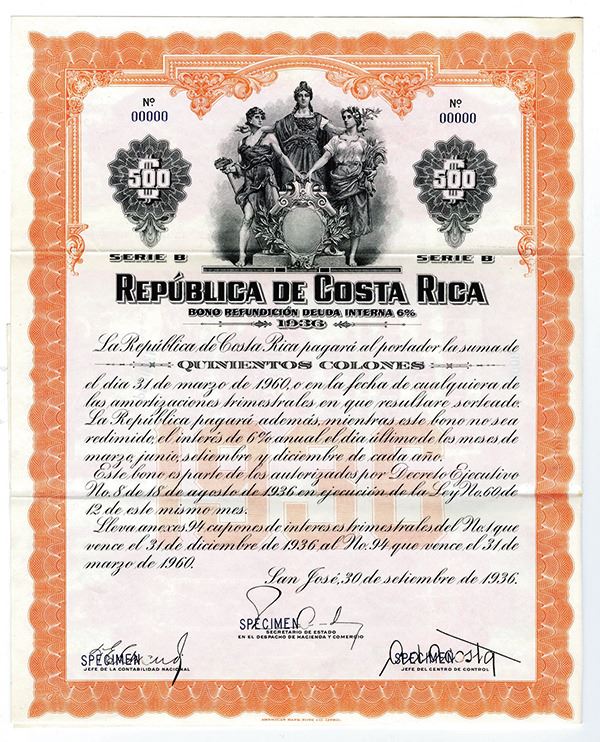 Nº
00000
Nº
00000
500
500
SERIE B
SERIE B
REPÚBLICA DE COSTA RICA
BONO REFUNDICIÓN DEUDA INTERNA 6%
1936
La República de Costa Rica pagará al portador la suma de
QUINIENTOS COLONES
el día 31 de marzo de 1960, o en la fecha de cualquiera de
las amortizaciones trimestrales en que resultare sorteado.
La República pagará además, mientras este bono no sea
redimido, el interés de 6% anual el día último de los meses de
marzo, junio, setiembre y diciembre de cada año.
Este bono es parte de los autorizados por Decreto Ejecutivo
No. 8 de 18 de agosto de 1936 en ejecución de la Ley No. 60 de
12 de este mismo mes.
Lleva anexos 94 cupones de intereses trimestrales del No. 1 que
vence el 31 de diciembre de 1936 al No. 94 que vence el 31 de
marzo de 1960.
San José, 30 de setiembre de 1936.
1936
SPECIMEN
SECRETARIO DE ESTADO
EN EL DESPACHO DE HACIENDA Y COMERCIO
SPECIMEN
JEFE DE LA CONTABILIDAD NACIONAL
SPECIMEN
JEFE DEL CENTRO DE CONTROL
AMERICAN BANK NOTE CO.